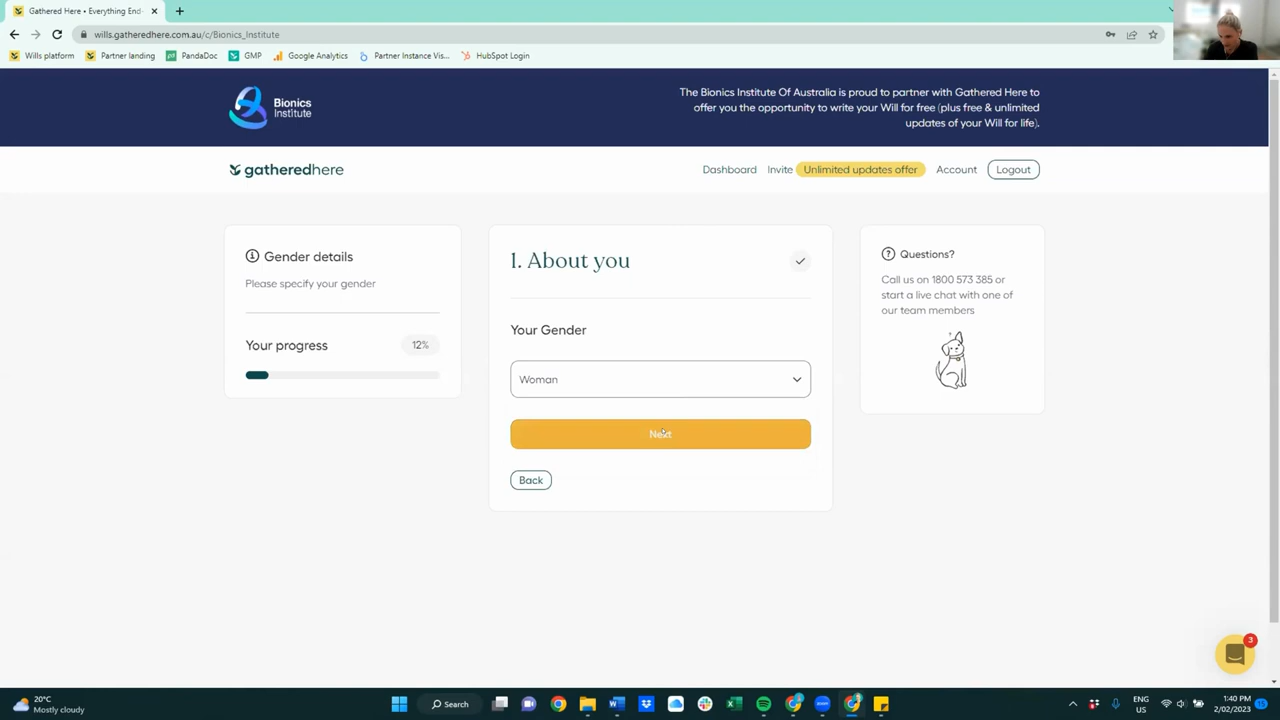 Gathered Here • Everything End
wills.gatheredhere.com.au/c/Bionics_Institute
Wills platform
Partner landing
PandaDoc
GMP
Google Analytics
Partner Instance Vis...
HubSpot Login
Bionics
Institute
The Bionics Institute Of Australia is proud to partner with Gathered Here to
offer you the opportunity to write your Will for free (plus free & unlimited
updates of your Will for life).
gatheredhere
Dashboard
Invite
Unlimited updates offer
Account
Logout
Gender details
Please specify your gender
Your progress
12%
1. About you
Your Gender
Woman
Next
Back
Questions?
Call us on 1800 573 385 or
start a live chat with one of
our team members
3
20°C
Mostly cloudy
Search
ENG
US
1:40 PM
2/02/2023